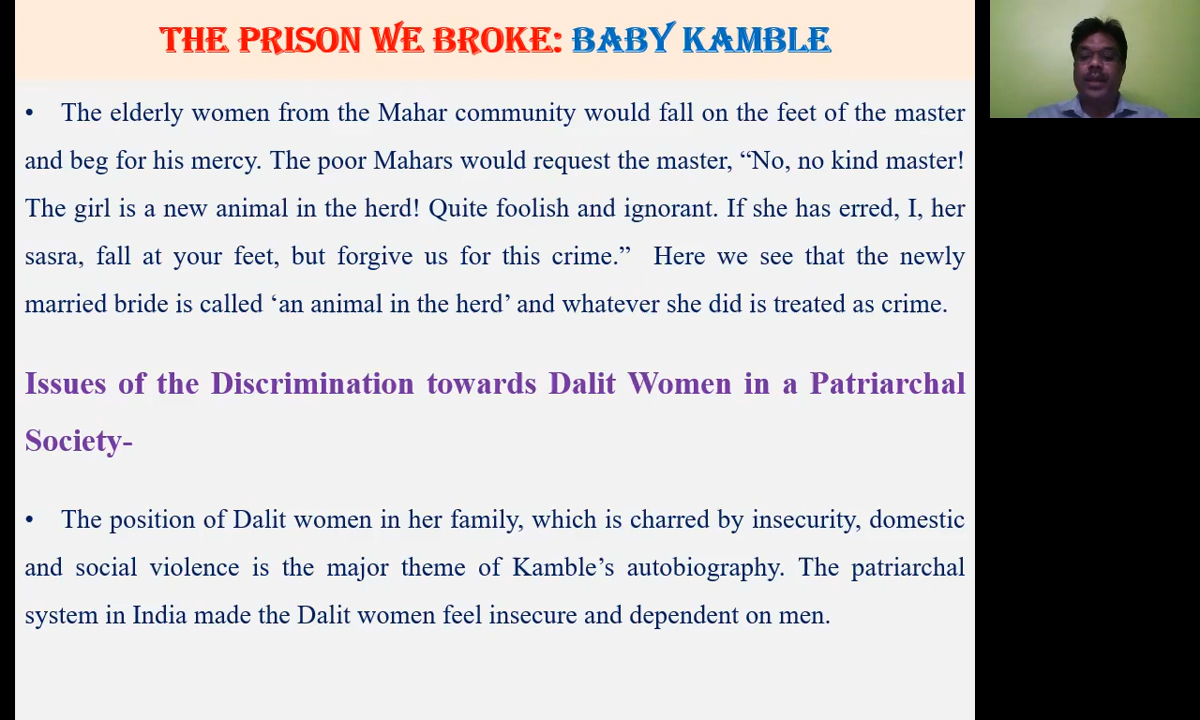 THE PRISON WE BROKE: BABY KAMBLE
• The elderly women from the Mahar community would fall on the feet of the master
and beg for his mercy. The poor Mahars would request the master, “No, no kind master!
The girl is a new animal in the herd! Quite foolish and ignorant. If she has erred, I, her
sasra, fall at your feet, but forgive us for this crime.” Here we see that the newly
married bride is called ‘an animal in the herd’ and whatever she did is treated as crime.
Issues of the Discrimination towards Dalit Women in a Patriarchal
Society-
• The position of Dalit women in her family, which is charred by insecurity, domestic
and social violence is the major theme of Kamble’s autobiography. The patriarchal
system in India made the Dalit women feel insecure and dependent on men.